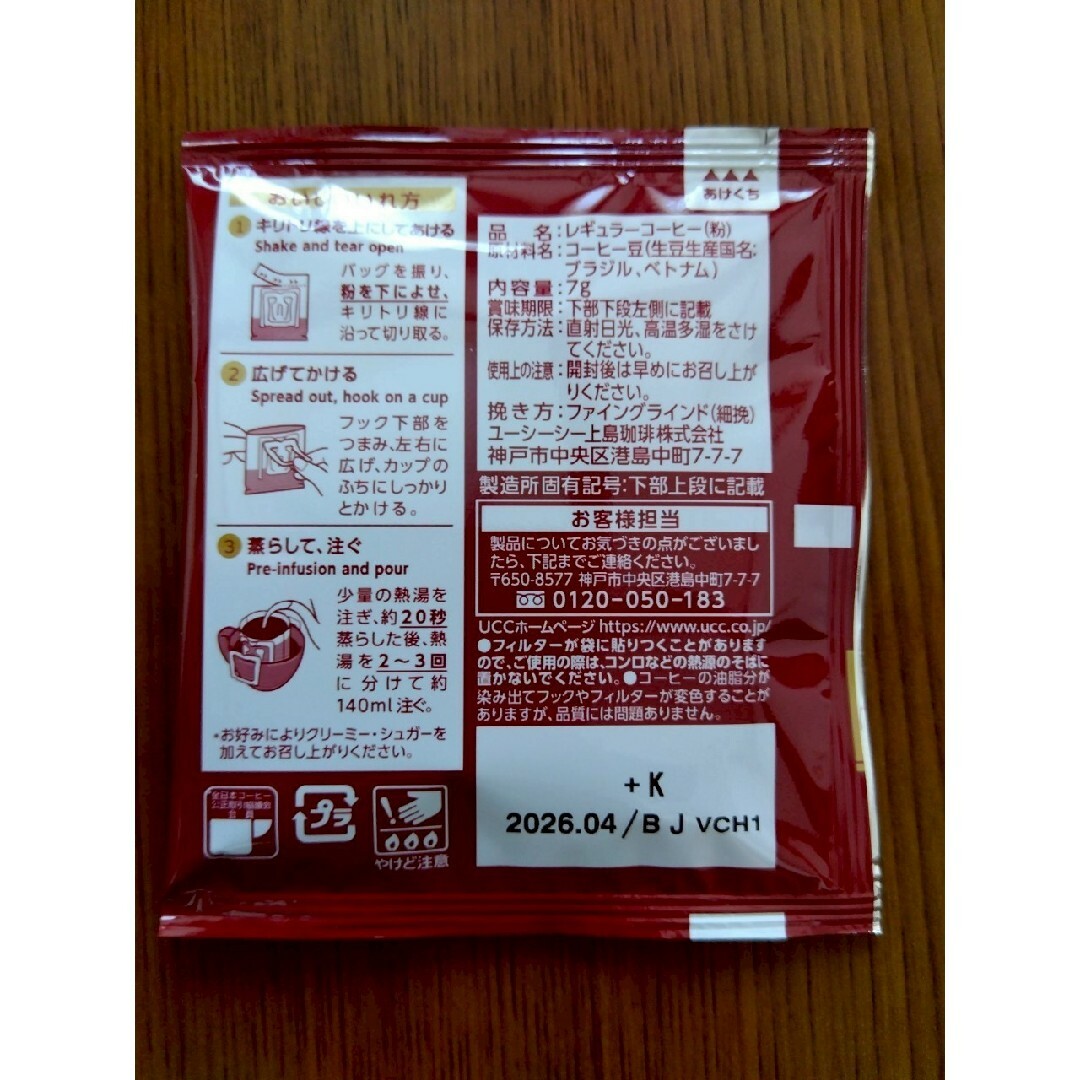 あけくち
おいしいいれ方
1 キリトリ線を上にしてあける
Shake and tear open
バッグを振り、
粉を下によせ、
キリトリ線に
沿って切り取る。
2 広げてかける
Spread out, hook on a cup
フック下部を
つまみ、左右に
広げ、カップの
ふちにしっかり
とかける。
3 蒸らして、注ぐ
Pre-infusion and pour
少量の熱湯を
注ぎ、約20秒
蒸らした後、熱
湯を2〜3回
に分けて約
140ml注ぐ。
・お好みによりクリーミー・シュガーを
加えてお召し上がりください。
全日本コーヒー
公正取引協議会
会員
プラ
やけど注意
品名:レギュラーコーヒー(粉)
原材料名:コーヒー豆(生豆生産国名:
ブラジル、ベトナム)
内容量:7g
賞味期限:下部下段左側に記載
保存方法:直射日光、高温多湿をさけ
てください。
使用上の注意:開封後は早めにお召し上が
りください。
挽き方:ファイングラインド(細挽)
ユーシーシー上島珈琲株式会社
神戸市中央区港島中町7-7-7
製造所固有記号:下部上段に記載
お客様担当
製品についてお気づきの点がございまし
たら、下記までご連絡ください。
〒650-8577 神戸市中央区港島中町7-7-7
0120-050-183
UCCホームページ https://www.ucc.co.jp/
●フィルターが袋に貼りつくことがあります
ので、ご使用の際は、コンロなどの熱源のそばに
置かないでください。●コーヒーの油脂分が
染み出てフックやフィルターが変色することが
ありますが、品質には問題ありません。
+K
2026.04/BJ VCH1